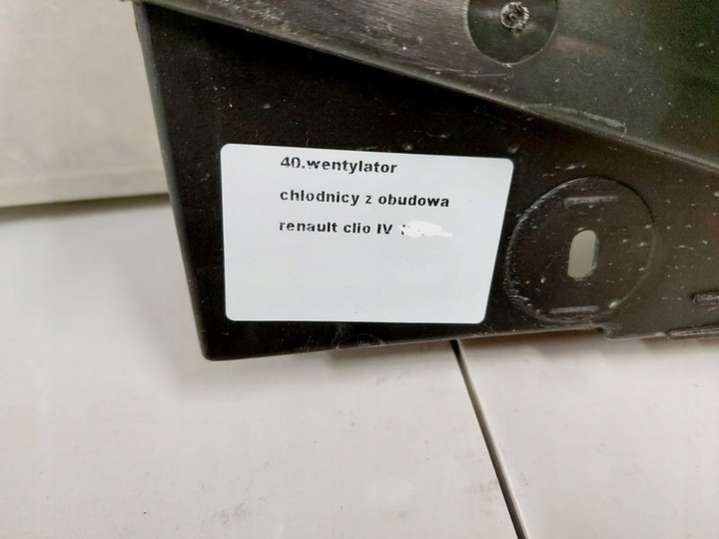 40.wentylator
chlodnicy z obudowa
renault clio IV